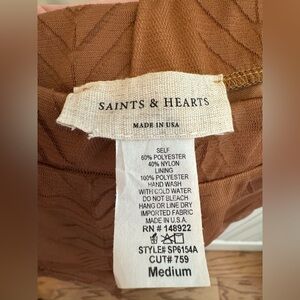 SAINTS & HEARTS
MADE IN USA
SELF
60% POLYESTER
40% NYLON
LINING
100% POLYESTER
HAND WASH
WITH COLD WATER
DO NOT BLEACH
HANG OR LINE DRY
IMPORTED FABRIC
MADE IN U.S.A.
RN # 148922
STYLE# SP6154A
CUT# 759
Medium